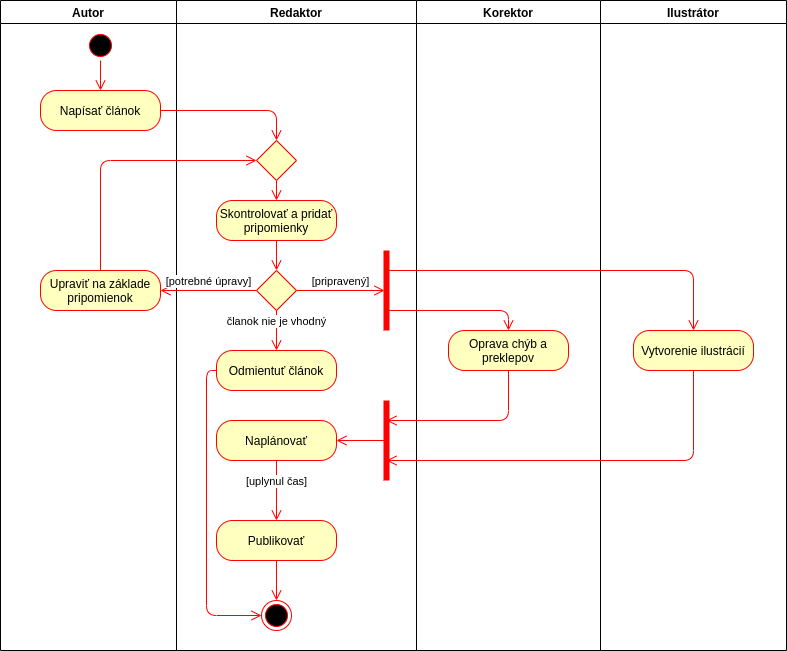 Autor
Redaktor
Korektor
Ilustrátor
Napísať článok
Skontrolovať a pridať
pripomienky
Upraviť na základe
pripomienok
[potrebné úpravy]
[pripravený]
članok nie je vhodný
Oprava chýb a
preklepov
Vytvorenie ilustrácií
Odmientuť článok
Naplánovať
[uplynul čas]
Publikovať